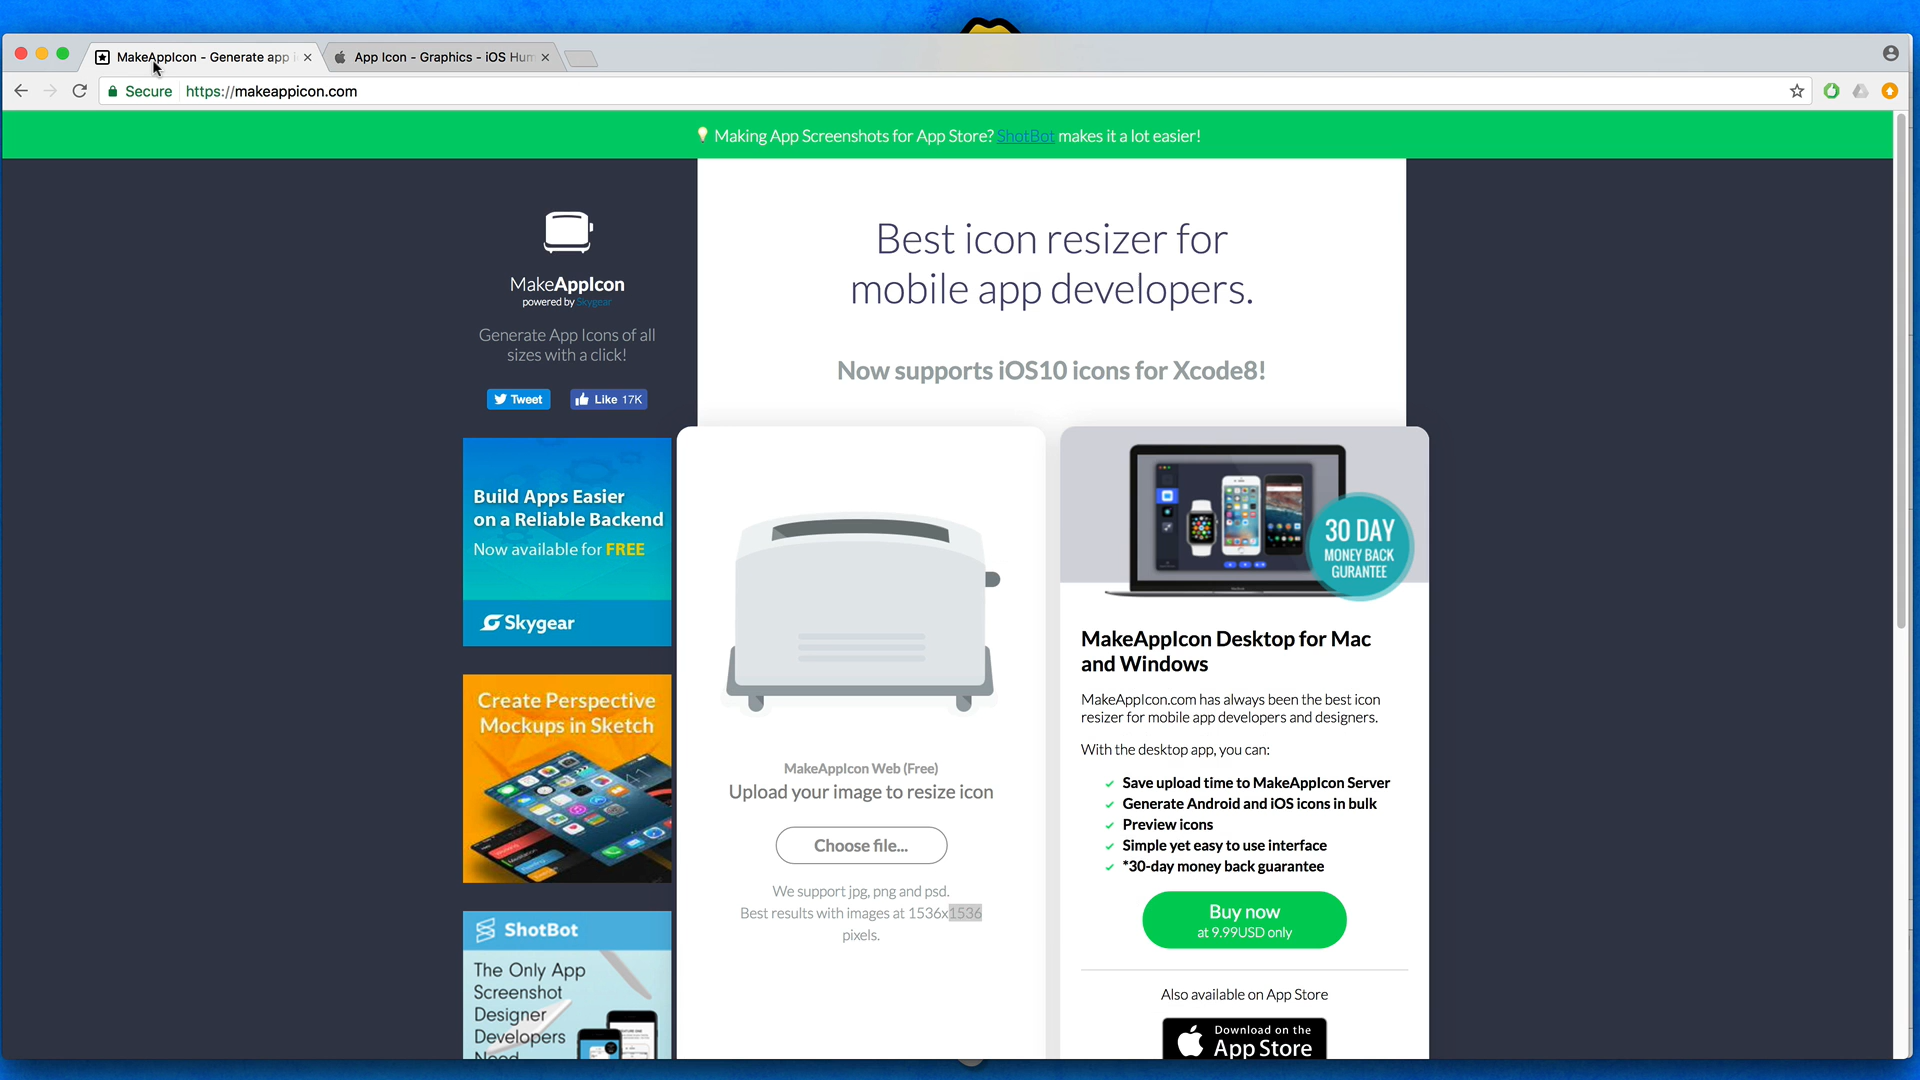 MakeAppIcon - Generate app i
App Icon - Graphics - iOS Hum
Secure https://makeappicon.com
Making App Screenshots for App Store? ShotBot makes it a lot easier!
MakeAppIcon
powered by Skygear
Generate App Icons of all
sizes with a click!
Tweet
Like 17K
Build Apps Easier
on a Reliable Backend
Now available for FREE
Skygear
Create Perspective
Mockups in Sketch
ShotBot
The Only App
Screenshot
Designer
Developers
Need
Best icon resizer for
mobile app developers.
Now supports iOS10 icons for Xcode8!
MakeAppIcon Web (Free)
Upload your image to resize icon
Choose file...
We support jpg, png and psd.
Best results with images at 1536x1536
pixels.
30 DAY
MONEY BACK
GURANTEE
MakeAppIcon Desktop for Mac
and Windows
MakeAppIcon.com has always been the best icon
resizer for mobile app developers and designers.
With the desktop app, you can:
Save upload time to MakeAppIcon Server
Generate Android and iOS icons in bulk
Preview icons
Simple yet easy to use interface
*30-day money back guarantee
Buy now
at 9.99USD only
Also available on App Store
Download on the
App Store